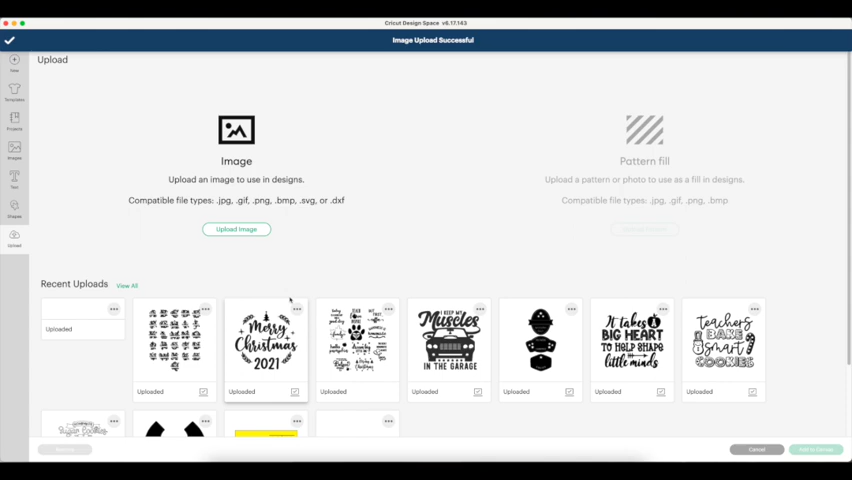 Cricut Design Space v6.17.143
Image Upload Successful
Upload
New
Templates
Projects
Images
Text
Shapes
Upload
Image
Upload an image to use in designs.
Compatible file types: .jpg, .gif, .png, .bmp, .svg, or .dxf
Upload Image
Pattern fill
Upload a pattern or photo to use as a fill in designs.
Compatible file types: .jpg, .gif, .png, .bmp
Recent Uploads View All
Uploaded
Merry
Christmas
2021
I KEEP MY
Muscles
IN THE GARAGE
It takes A
BIG HEART
TO HELP SHAPE
little minds
Teachers
BAKE
Smart
COOKIES
Uploaded
Uploaded
Uploaded
Uploaded
Uploaded
Uploaded
Uploaded
Cancel
Add to Canvas